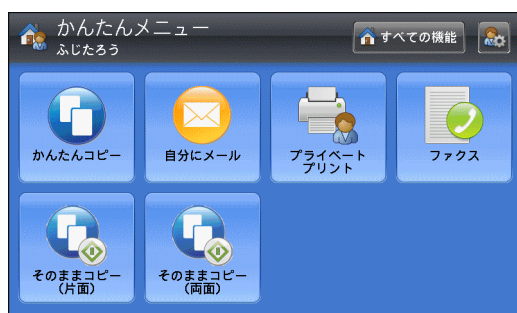 かんたんメニュー
ふじたろう
すべての機能
かんたんコピー
自分にメール
プライベート
プリント
ファクス
そのままコピー
(片面)
そのままコピー
(両面)